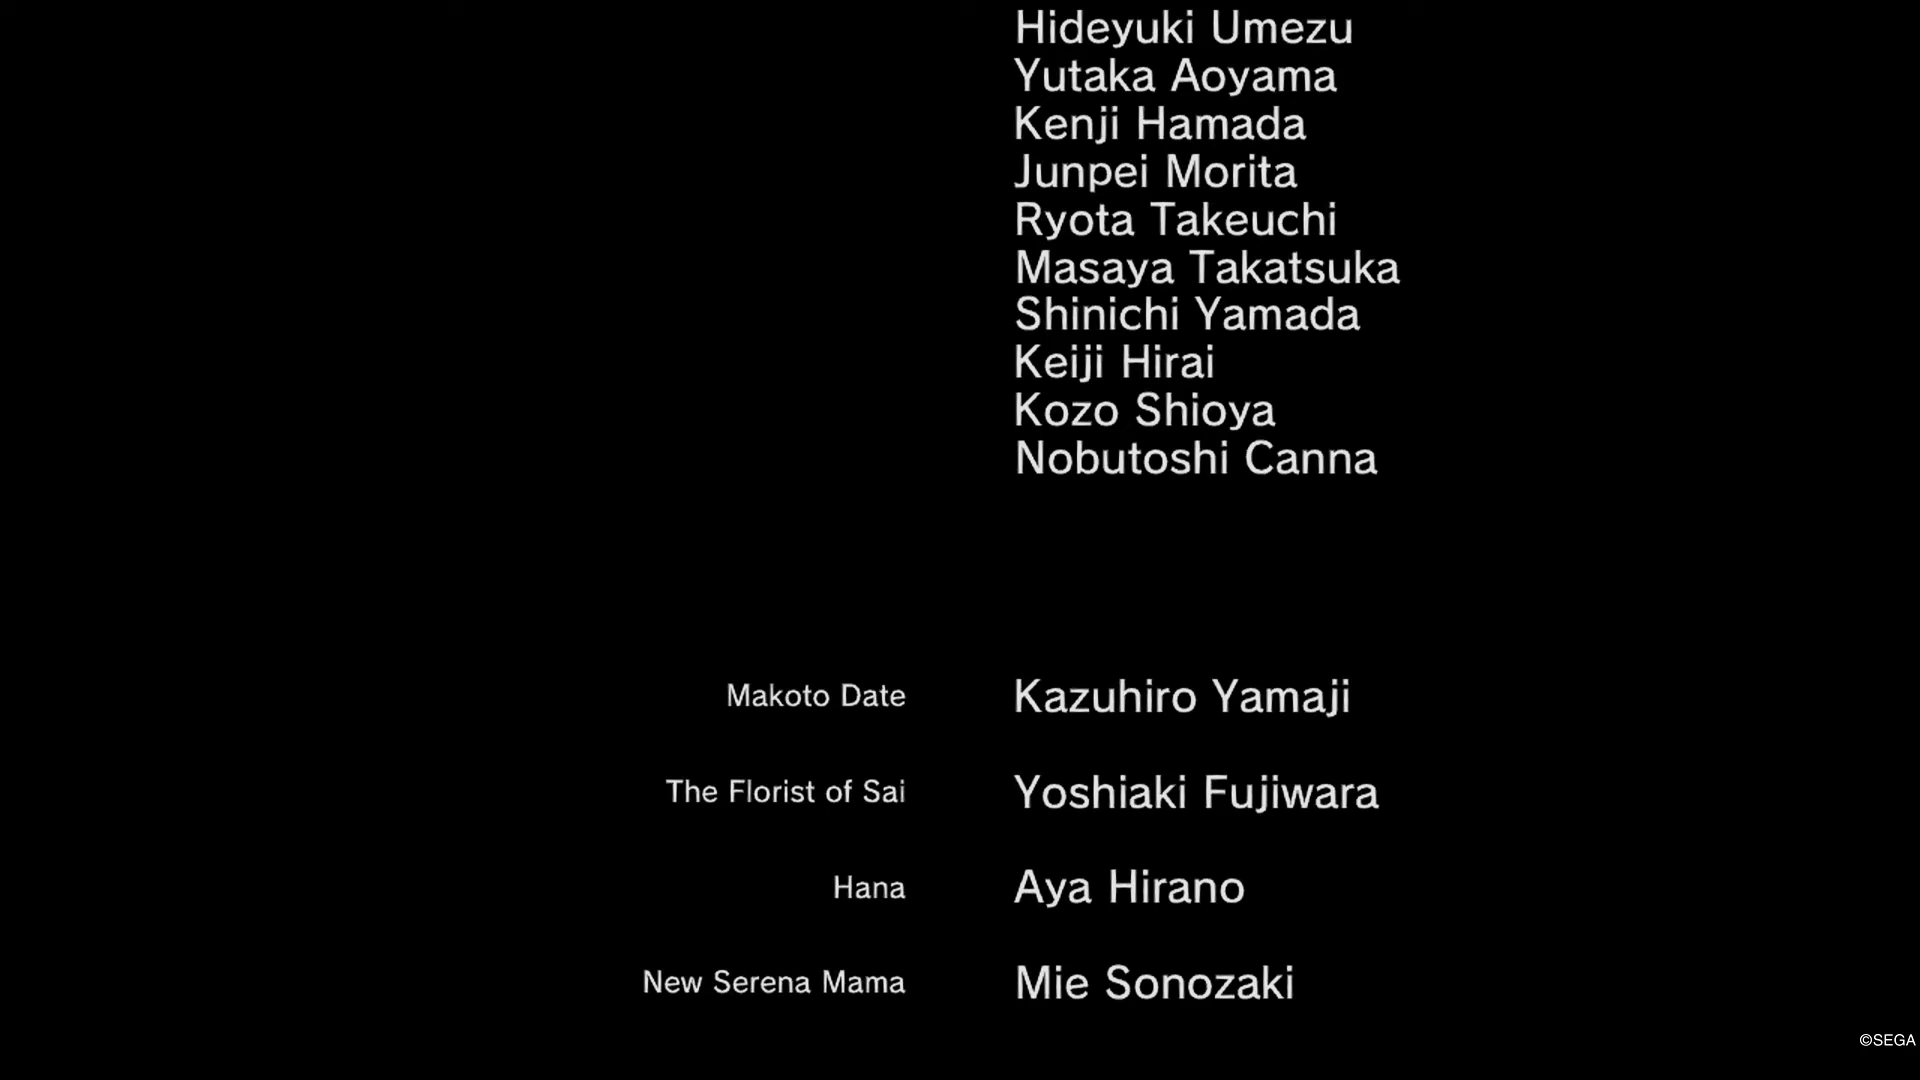 Hideyuki Umezu
Yutaka Aoyama
Kenji Hamada
Junpei Morita
Ryota Takeuchi
Masaya Takatsuka
Shinichi Yamada
Keiji Hirai
Kozo Shioya
Nobutoshi Canna
Makoto Date Kazuhiro Yamaji
The Florist of Sai Yoshiaki Fujiwara
Hana Aya Hirano
New Serena Mama Mie Sonozaki
©SEGA